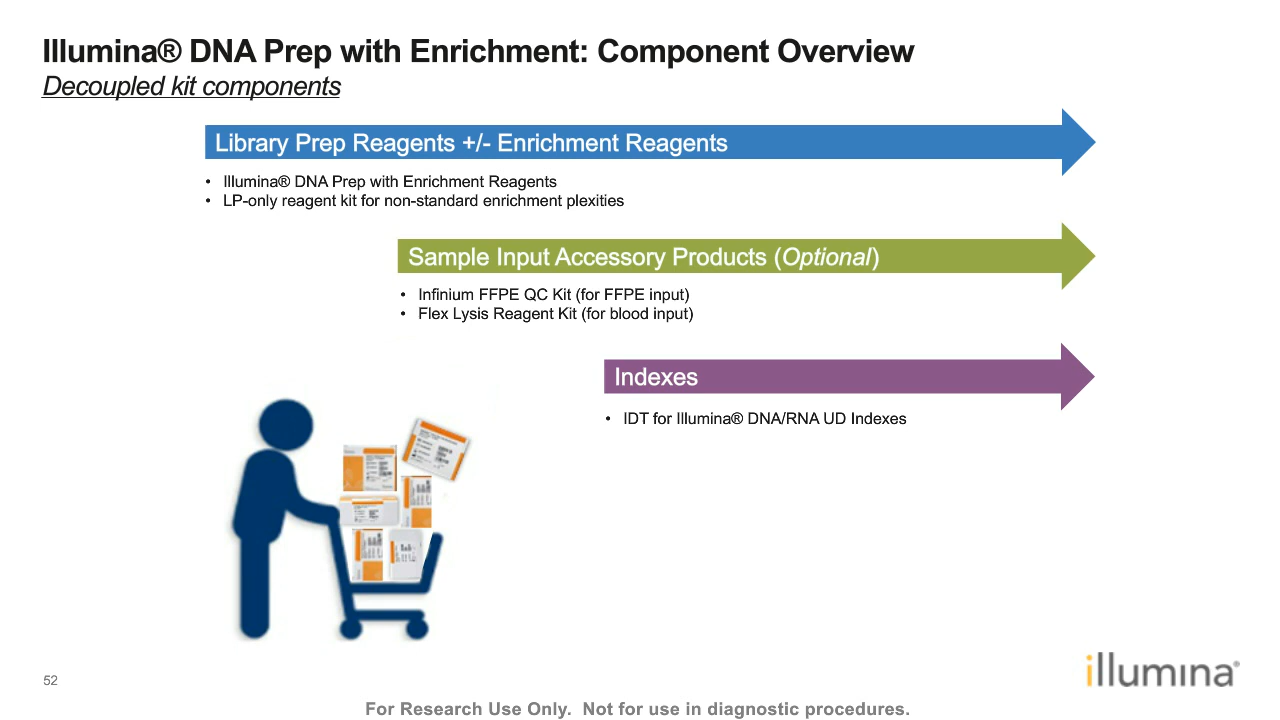 Illumina® DNA Prep with Enrichment: Component Overview
Decoupled kit components
Library Prep Reagents +/- Enrichment Reagents
• Illumina® DNA Prep with Enrichment Reagents
• LP-only reagent kit for non-standard enrichment plexities
Sample Input Accessory Products (Optional)
• Infinium FFPE QC Kit (for FFPE input)
• Flex Lysis Reagent Kit (for blood input)
Indexes
• IDT for Illumina® DNA/RNA UD Indexes
52
illumina®
For Research Use Only. Not for use in diagnostic procedures.